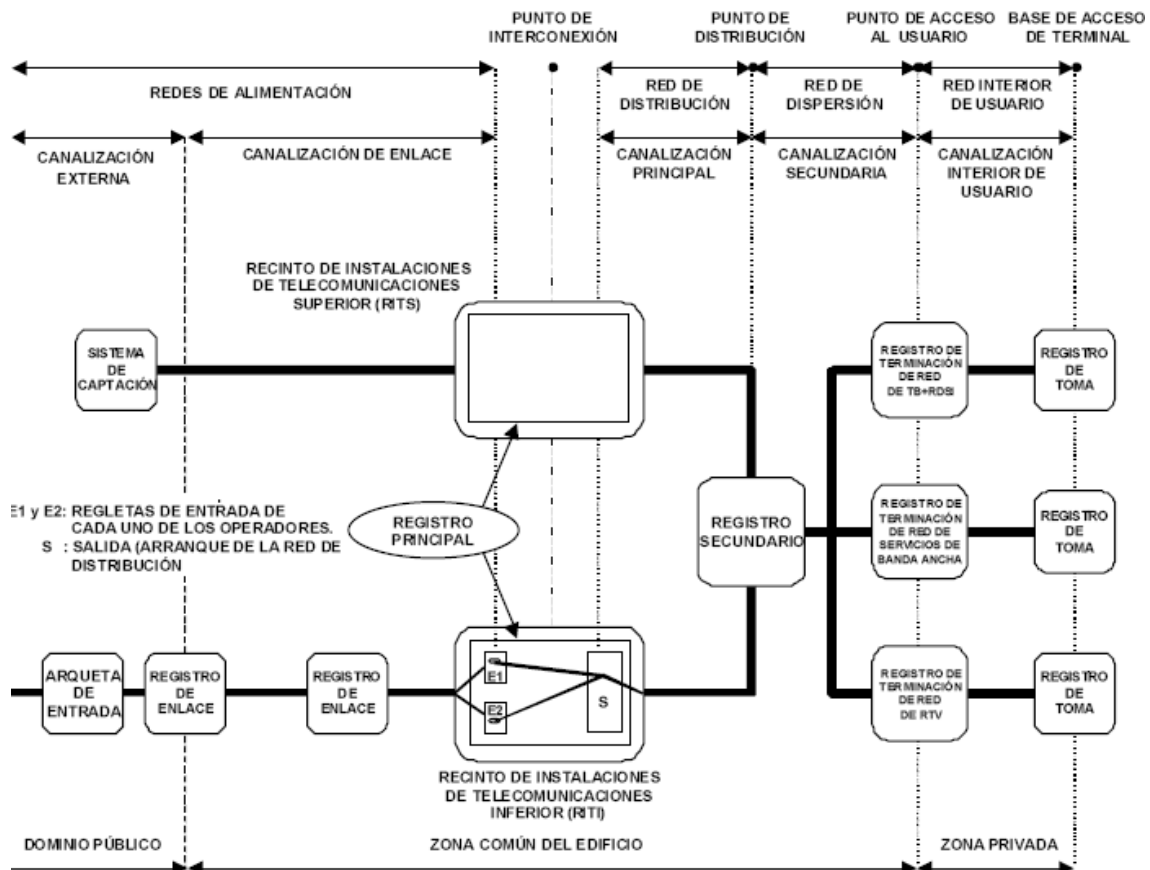 PUNTO DE
INTERCONEXIÓN
PUNTO DE
DISTRIBUCIÓN
PUNTO DE ACCESO
AL USUARIO
BASE DE ACCESO
DE TERMINAL
REDES DE ALIMENTACIÓN
RED DE
DISTRIBUCIÓN
RED DE
DISPERSIÓN
RED INTERIOR
DE USUARIO
CANALIZACIÓN
EXTERNA
CANALIZACIÓN DE ENLACE
CANALIZACIÓN
PRINCIPAL
CANALIZACIÓN
SECUNDARIA
CANALIZACIÓN
INTERIOR DE
USUARIO
RECINTO DE INSTALACIONES
DE TELECOMUNICACIONES
SUPERIOR (RITS)
SISTEMA
DE
CAPTACIÓN
REGISTRO DE
TERMINACIÓN
DE RED
DE TB+RDSI
REGISTRO
DE
TOMA
E1 y E2: REGLETAS DE ENTRADA DE
CADA UNO DE LOS OPERADORES.
S : SALIDA (ARRANQUE DE LA RED DE
DISTRIBUCIÓN
REGISTRO
PRINCIPAL
REGISTRO
SECUNDARIO
REGISTRO DE
TERMINACIÓN
DE RED DE
SERVICIOS DE
BANDA ANCHA
REGISTRO
DE
TOMA
ARQUETA
DE
ENTRADA
REGISTRO
DE
ENLACE
REGISTRO
DE
ENLACE
E1
E2
S
REGISTRO DE
TERMINACIÓN
DE RED
DE RTV
REGISTRO
DE
TOMA
RECINTO DE INSTALACIONES
DE TELECOMUNICACIONES
INFERIOR (RITI)
DOMINIO PÚBLICO
ZONA COMÚN DEL EDIFICIO
ZONA PRIVADA